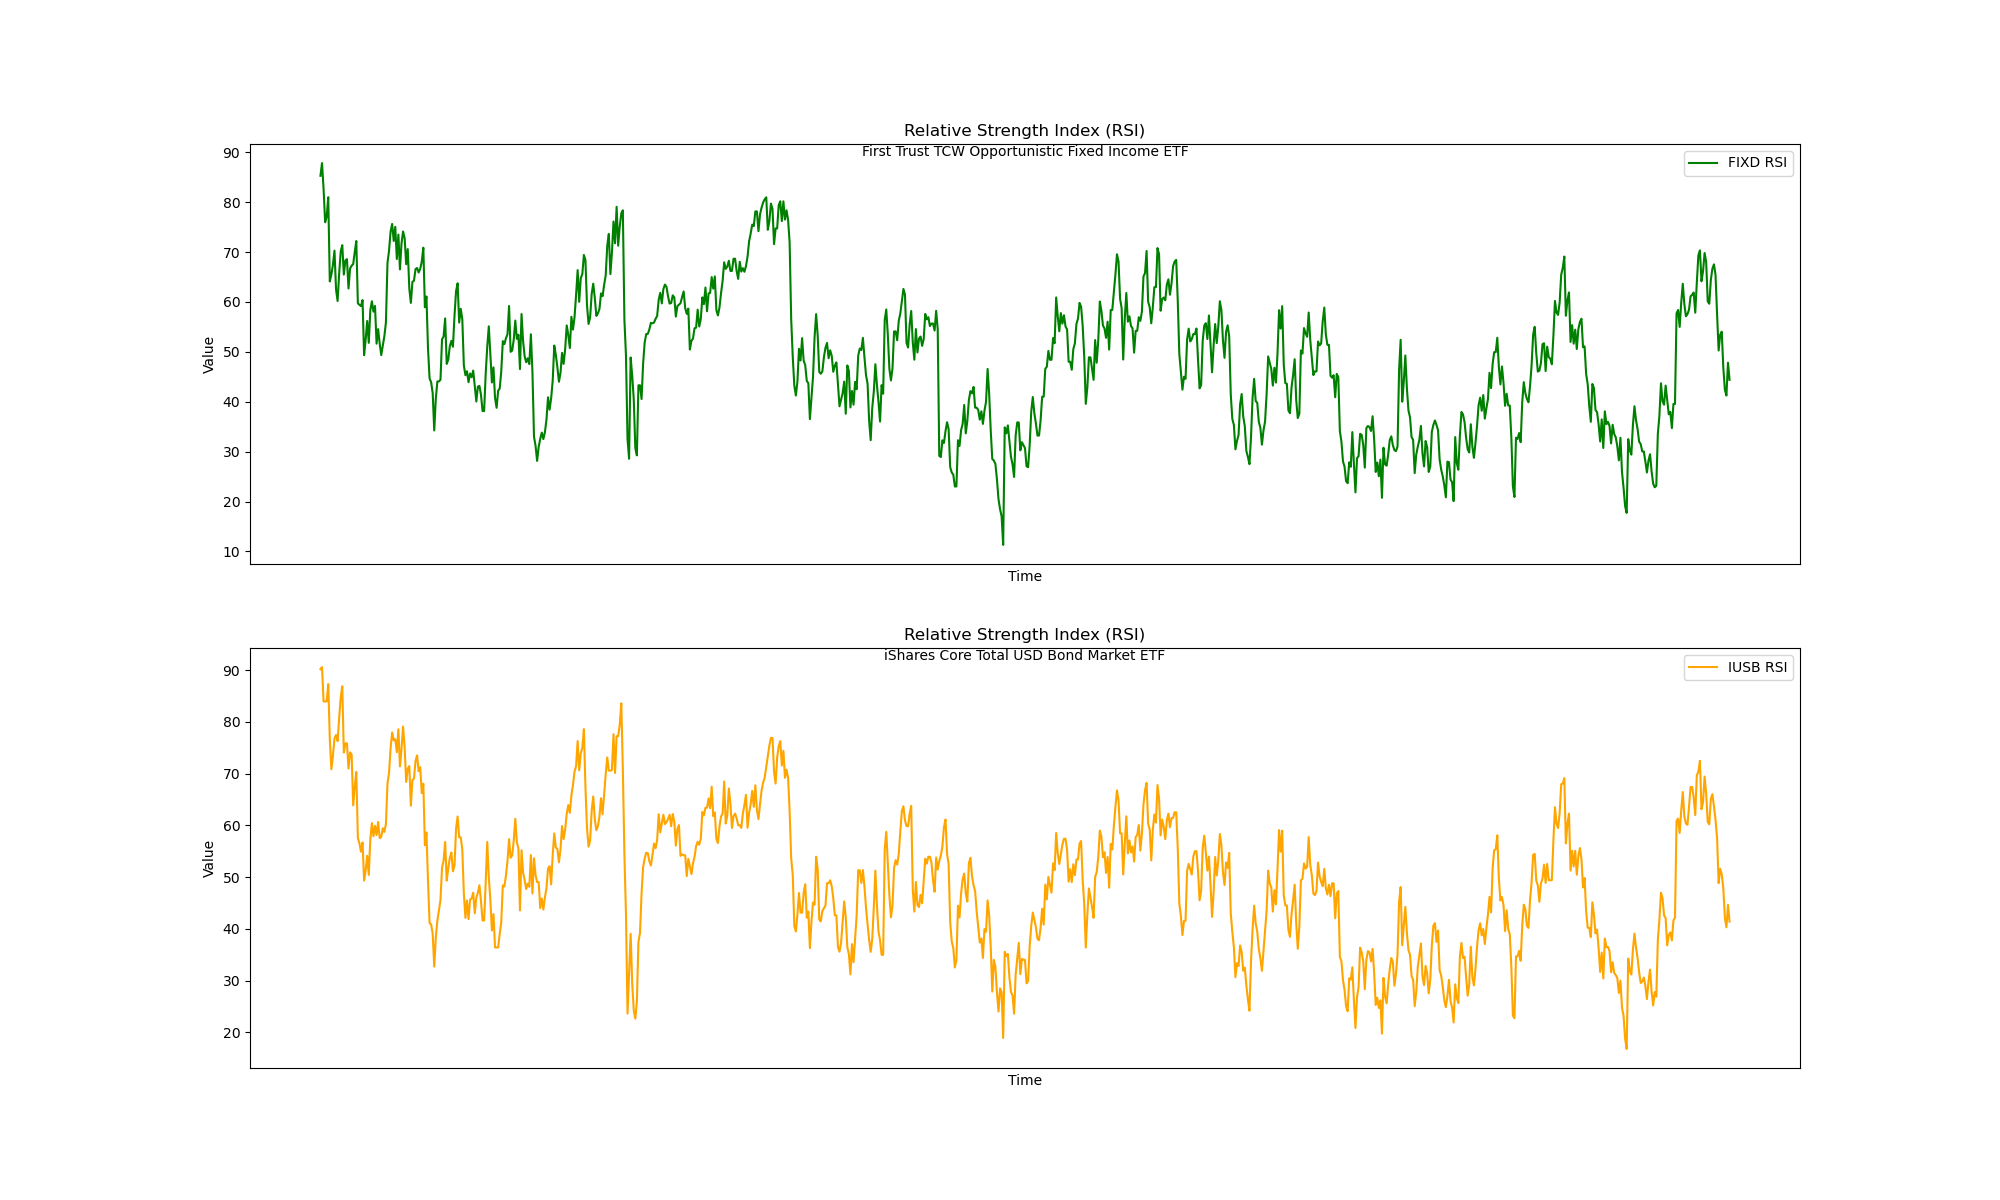 Relative Strength Index (RSI)
First Trust TCW Opportunistic Fixed Income ETF
FIXD RSI
90
80
70
60
50
40
30
20
10
Value
Time
Relative Strength Index (RSI)
iShares Core Total USD Bond Market ETF
IUSB RSI
90
80
70
60
50
40
30
20
Value
Time